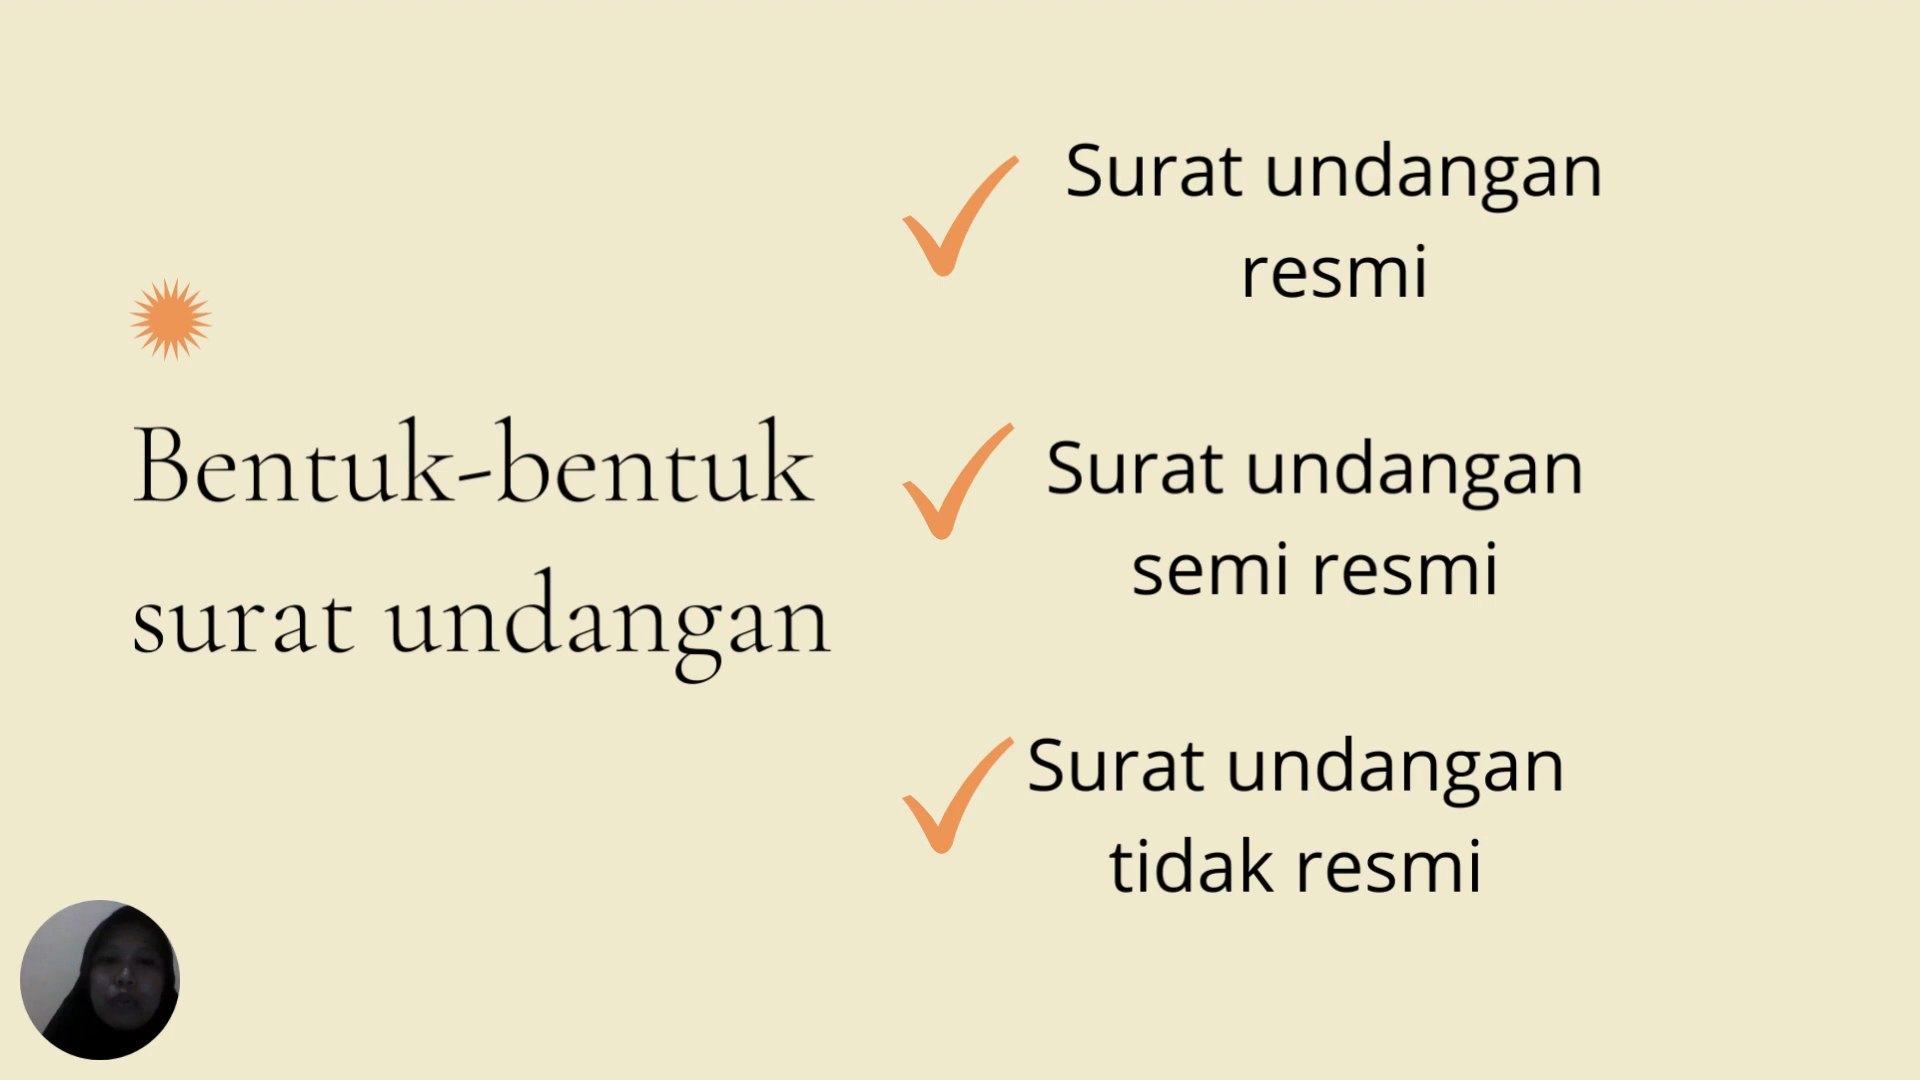 Bentuk-bentuk
surat undangan
Surat undangan
resmi
Surat undangan
semi resmi
Surat undangan
tidak resmi